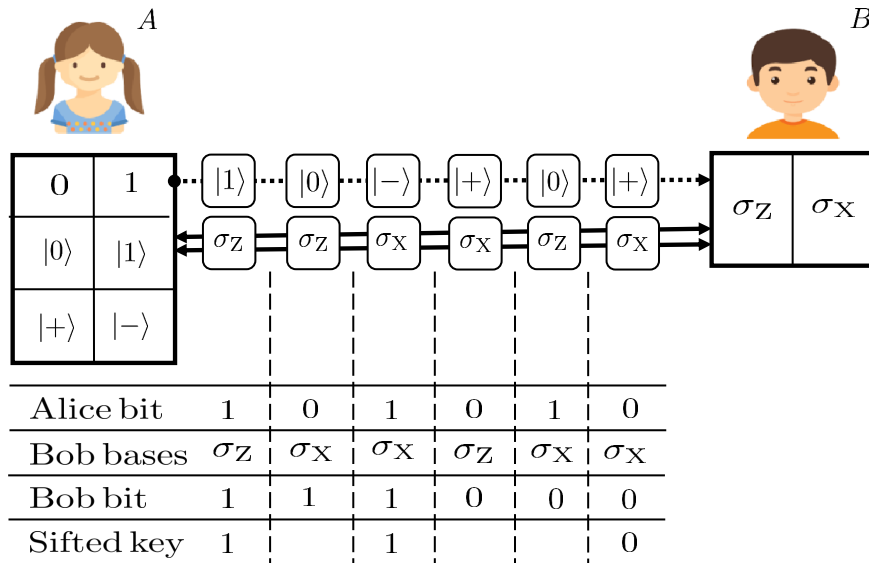 A B
0 1 |1⟩ |0⟩ |−⟩ |+⟩ |0⟩ |+⟩
σZ σX
|0⟩ |1⟩ σZ σZ σX σX σZ σX
|+⟩ |−⟩
Alice bit 1 0 1 0 1 0
Bob bases σZ σX σX σZ σX σX
Bob bit 1 1 1 0 0 0
Sifted key 1 1 0